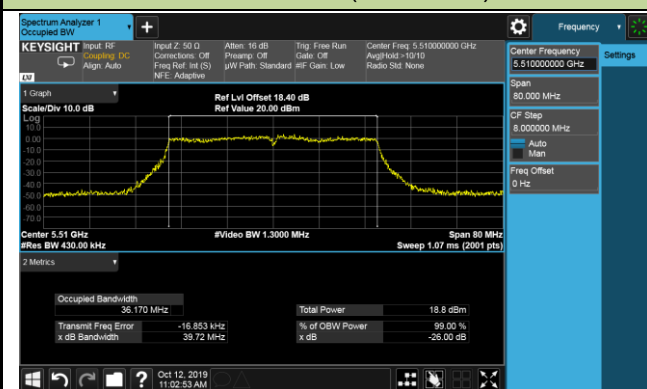 Spectrum Analyzer 1
Occupied BW
Frequency
KEYSIGHT
Input: RF
Coupling: DC
Align: Auto
Input Z: 50 Ω
Corrections: Off
Freq Ref: Int (S)
NFE: Adaptive
Atten: 16 dB
Preamp: Off
µW Path: Standard
Trig: Free Run
Gate: Off
#IF Gain: Low
Center Freq: 5.510000000 GHz
Avg|Hold:>10/10
Radio Std: None
LXI
Center Frequency
5.510000000 GHz
Settings
Span
80.000 MHz
CF Step
8.000000 MHz
Auto
Man
Freq Offset
0 Hz
1 Graph
Scale/Div 10.0 dB
Ref Lvl Offset 18.40 dB
Ref Value 20.00 dBm
Log
10.0
0.00
-10.0
-20.0
-30.0
-40.0
-50.0
-60.0
-70.0
Center 5.51 GHz
#Res BW 430.00 kHz
#Video BW 1.3000 MHz
Span 80 MHz
Sweep 1.07 ms (2001 pts)
2 Metrics
Occupied Bandwidth
36.170 MHz
Total Power 18.8 dBm
Transmit Freq Error -16.853 kHz
% of OBW Power 99.00 %
x dB Bandwidth 39.72 MHz
x dB -26.00 dB
Oct 12, 2019
11:02:53 AM